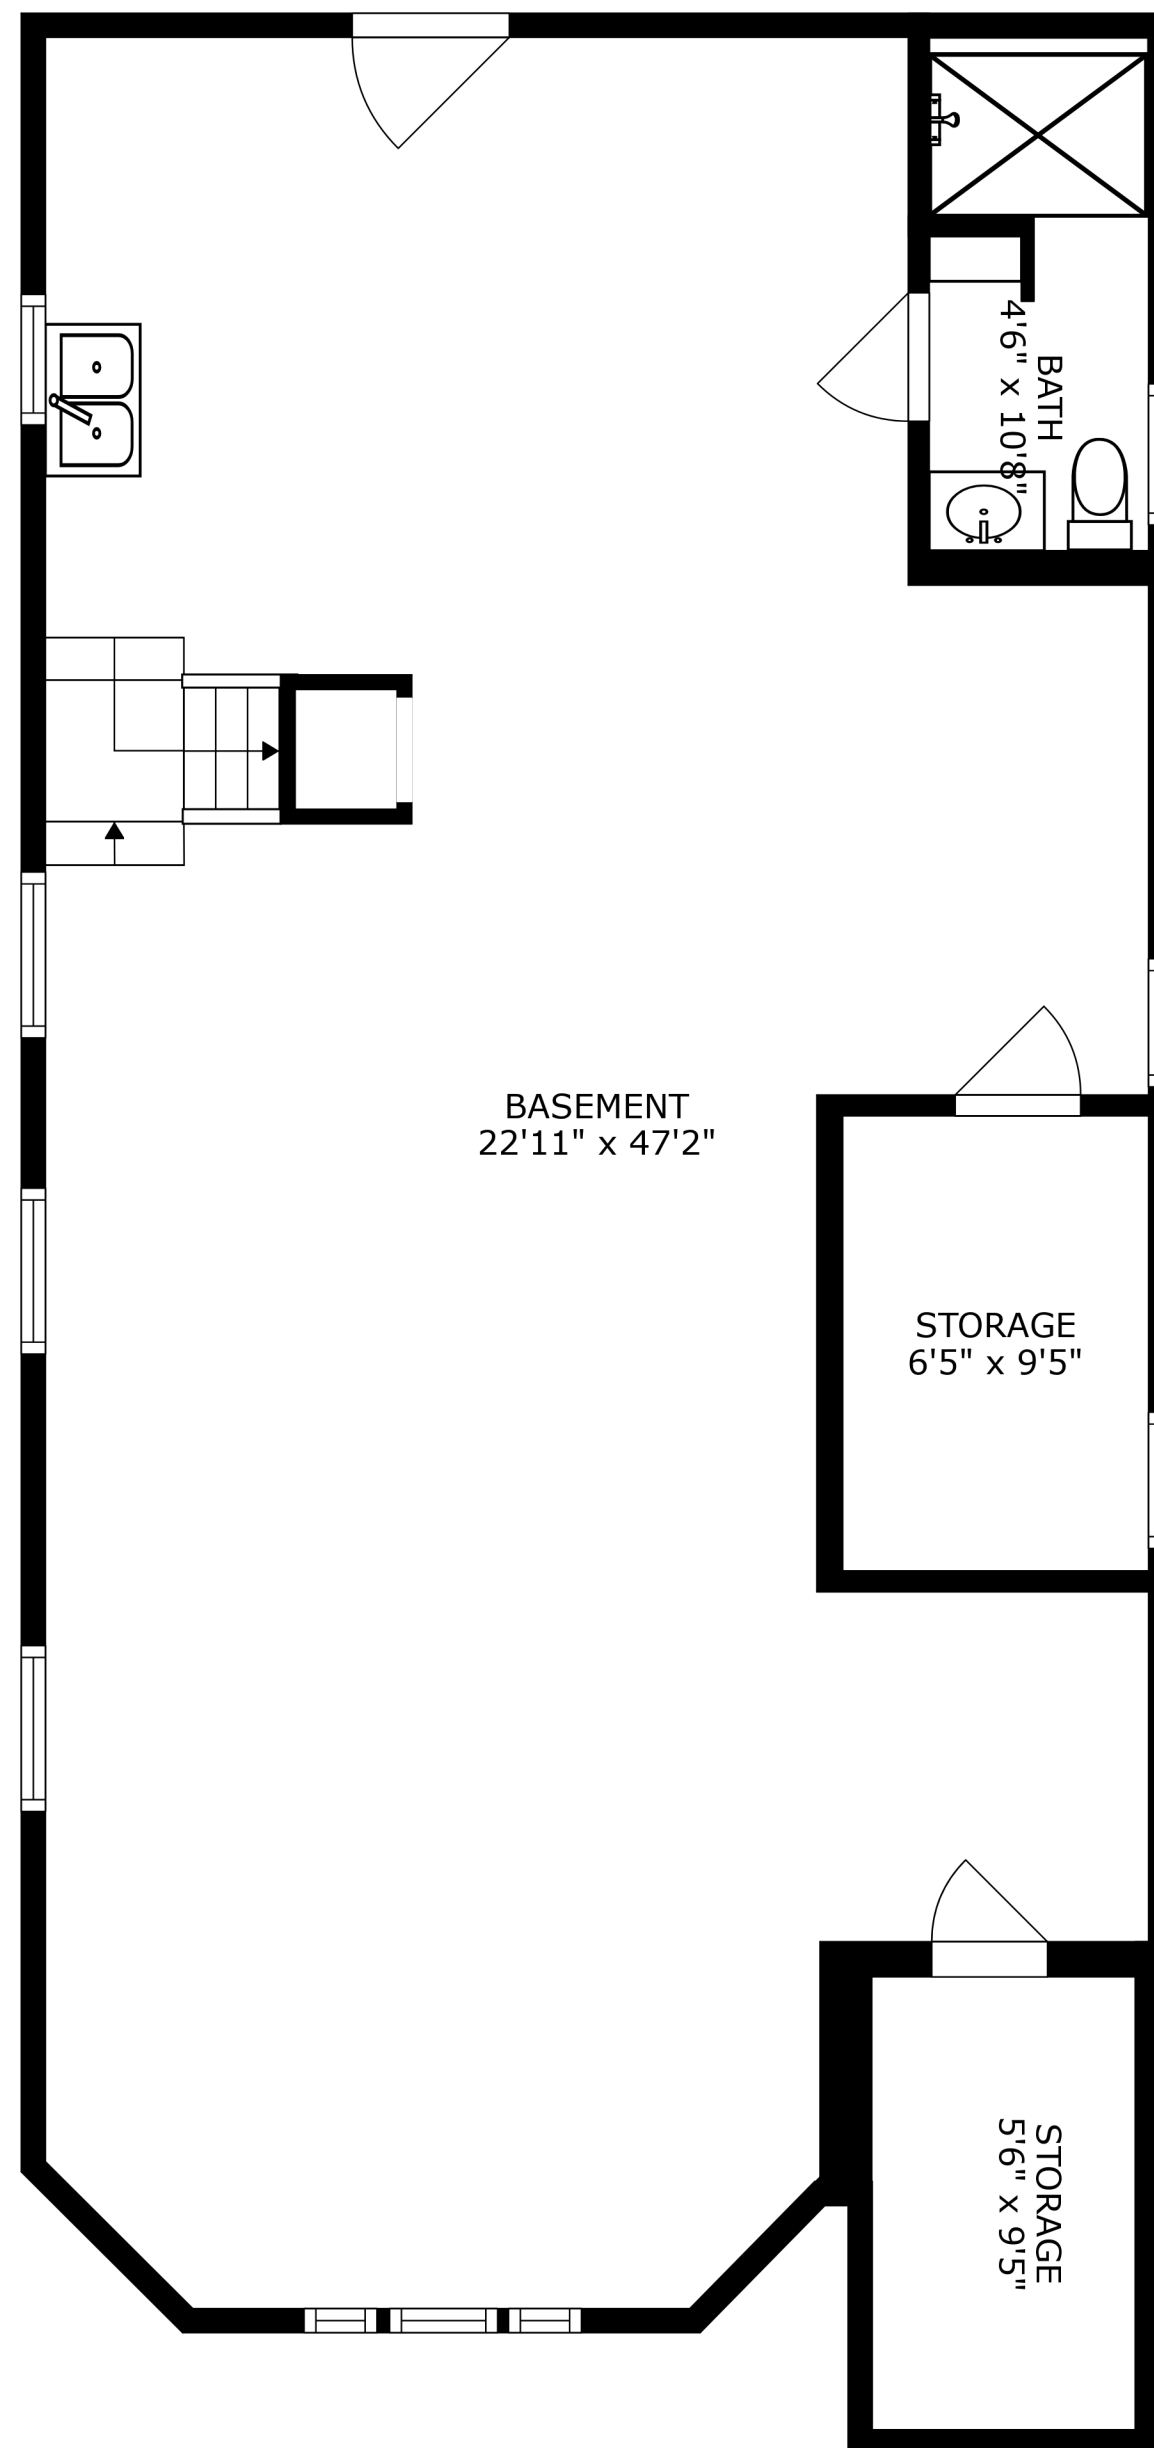 BATH
4'6" x 10'8"
BASEMENT
22'11" x 47'2"
STORAGE
6'5" x 9'5"
STORAGE
5'6" x 9'5"